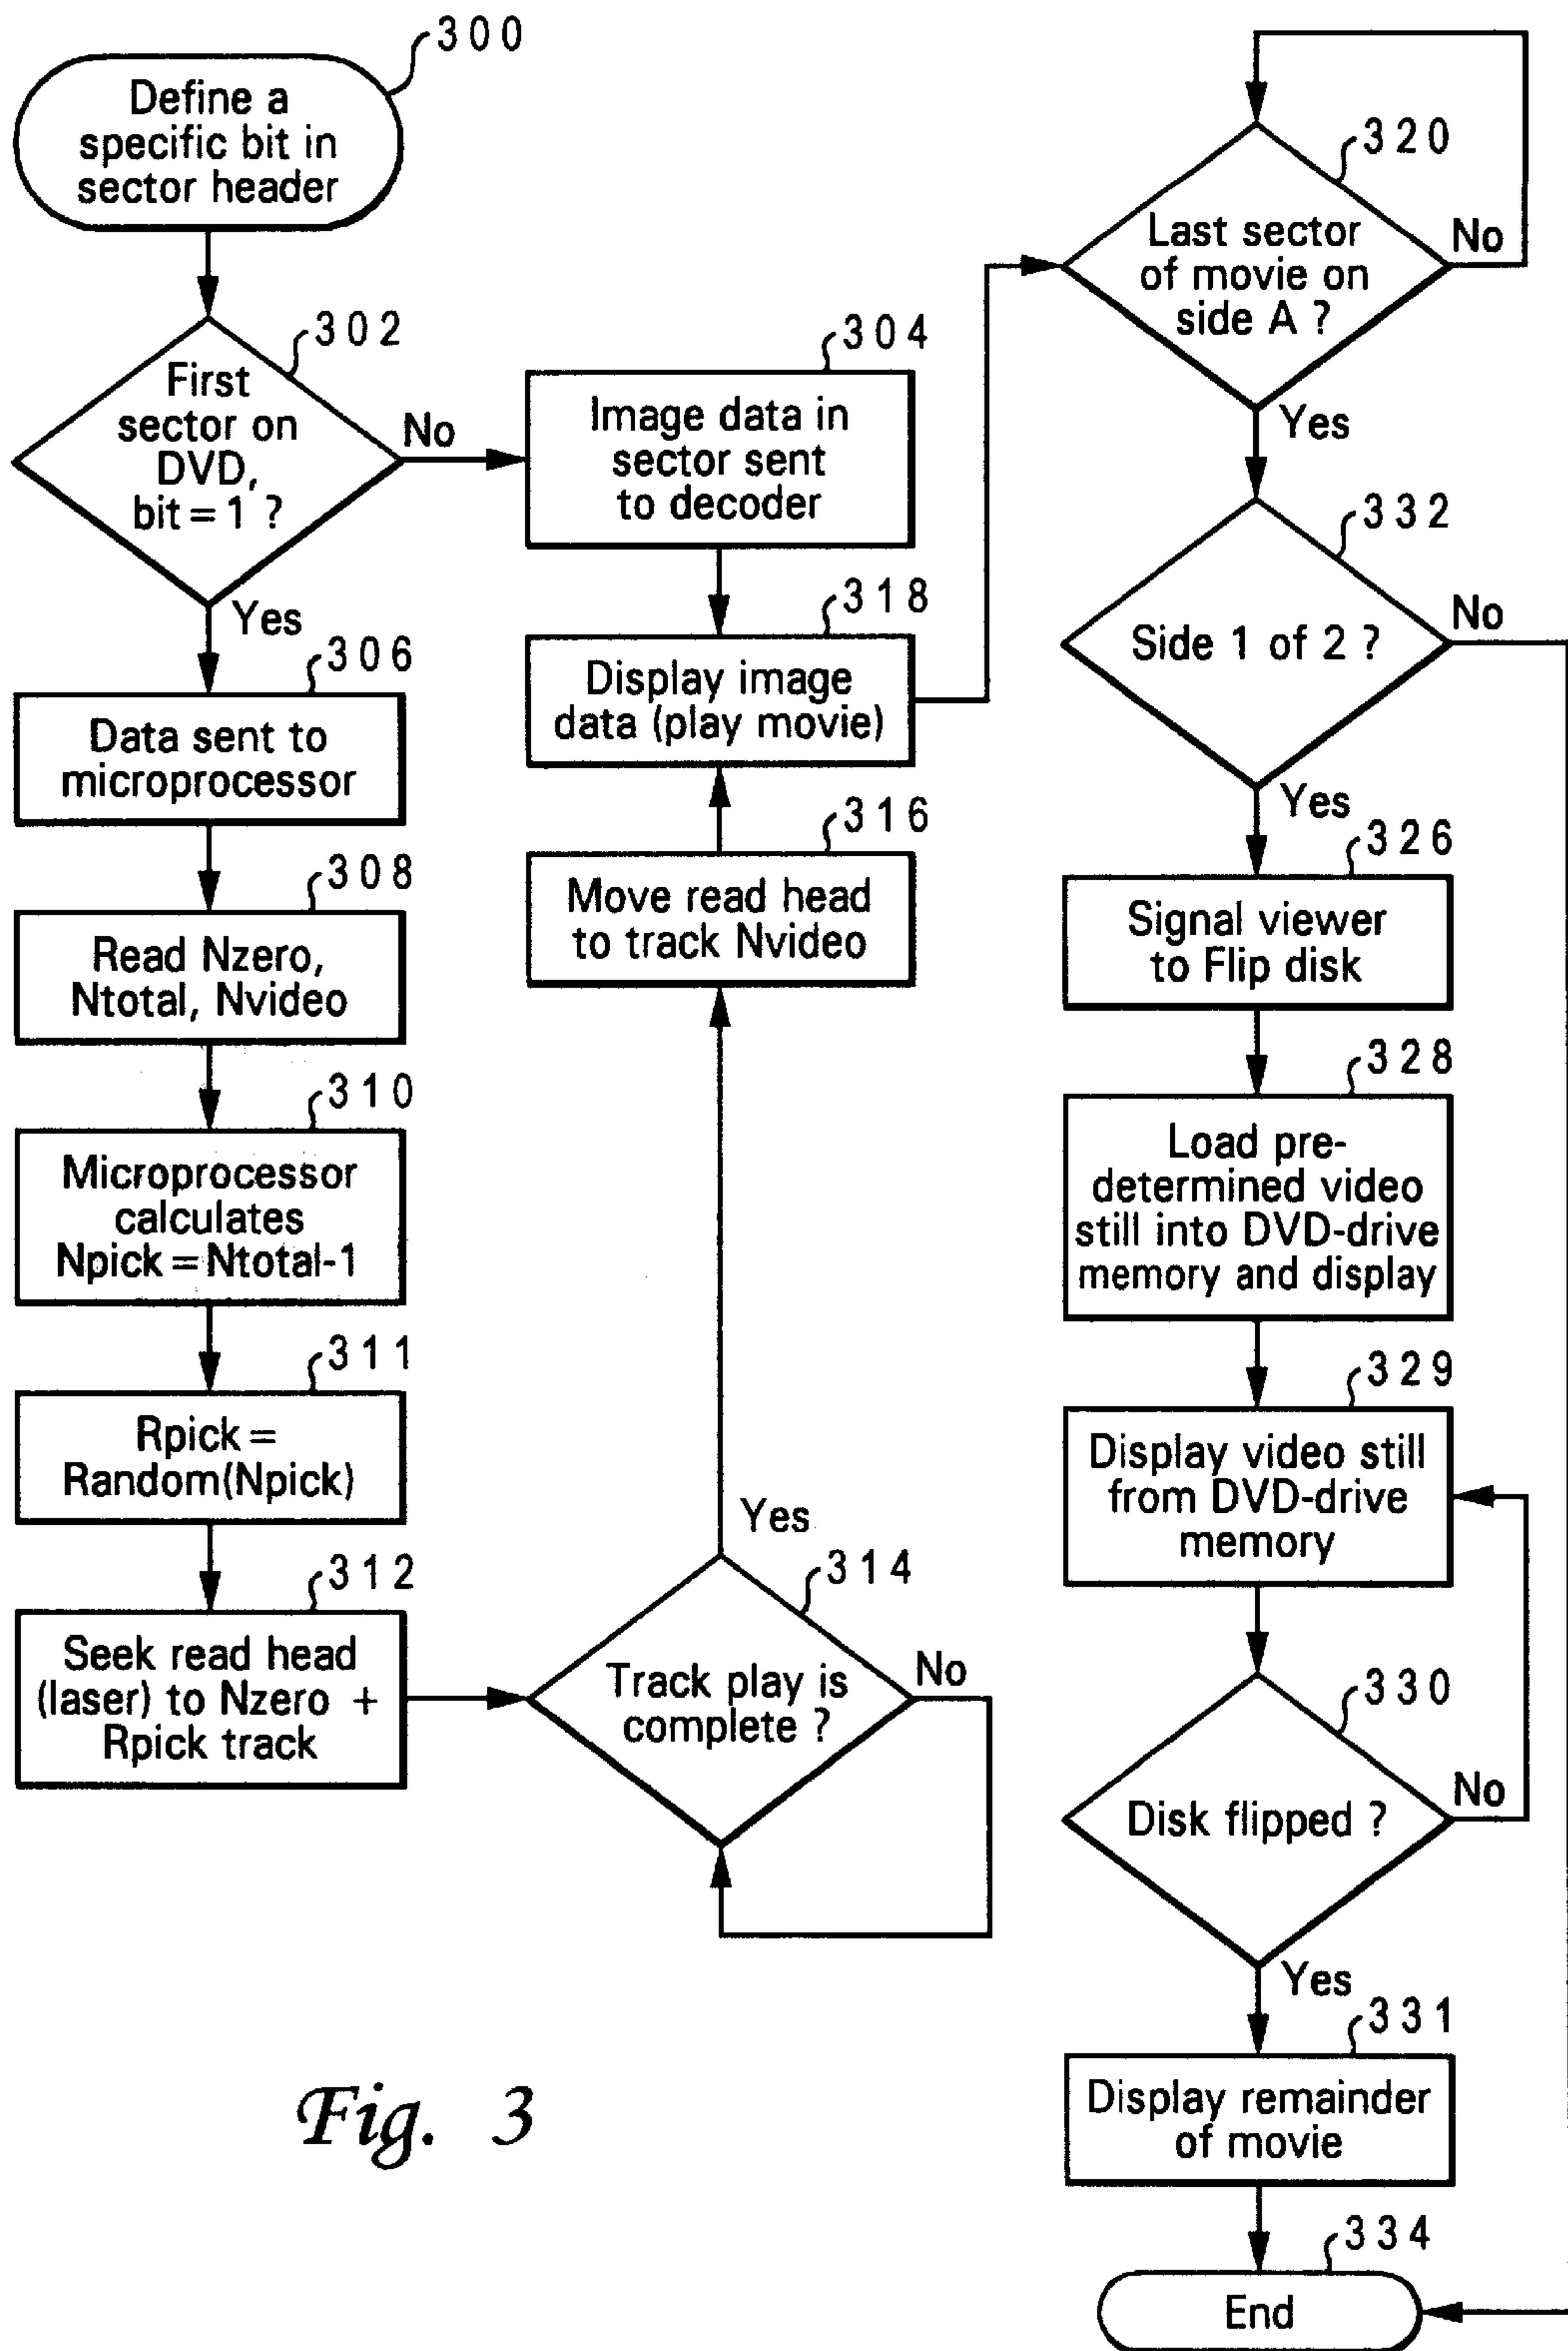 300
Define a
specific bit in
sector header
302
First
sector on
DVD,
bit = 1 ?
No
Yes
306
Data sent to
microprocessor
308
Read Nzero,
Ntotal, Nvideo
310
Microprocessor
calculates
Npick = Ntotal-1
311
Rpick =
Random(Npick)
312
Seek read head
(laser) to Nzero +
Rpick track
304
Image data in
sector sent
to decoder
318
Display image
data (play movie)
316
Move read head
to track Nvideo
Yes
314
Track play is
complete ?
No
320
Last sector
of movie on
side A ?
No
Yes
332
Side 1 of 2 ?
No
Yes
326
Signal viewer
to Flip disk
328
Load pre-
determined video
still into DVD-drive
memory and display
329
Display video still
from DVD-drive
memory
330
Disk flipped ?
No
Yes
331
Display remainder
of movie
334
End
Fig. 3